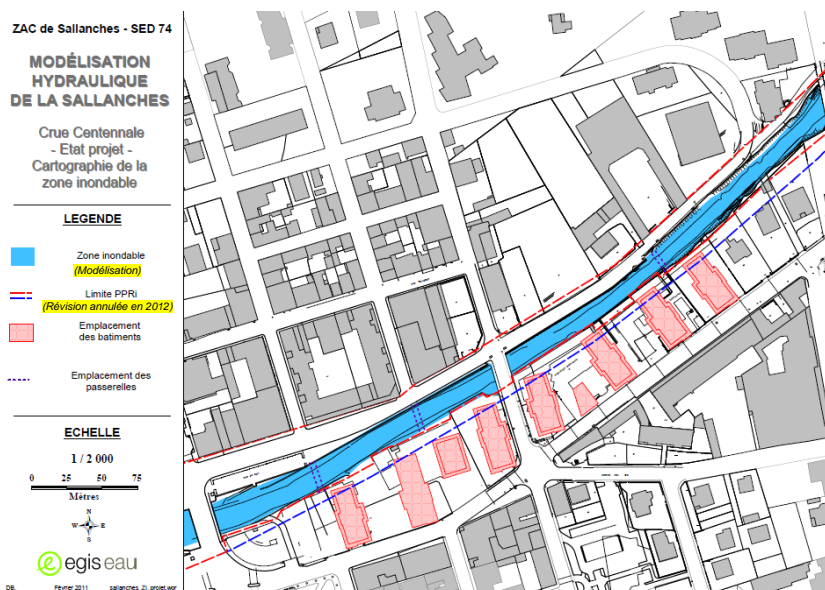 ZAC de Sallanches - SED 74
MODÉLISATION
HYDRAULIQUE
DE LA SALLANCHES
Crue Centennale
- Etat projet -
Cartographie de la
zone inondable
LEGENDE
Zone inondable
(Modélisation)
Limite PPRi
(Révision annulée en 2012)
Emplacement
des batiments
Emplacement des
passerelles
ECHELLE
1 / 2 000
0 25 50 75
Mètres
N
W E
S
egis eau
DB. Février 2011 sallanches_ZI_projet.wor